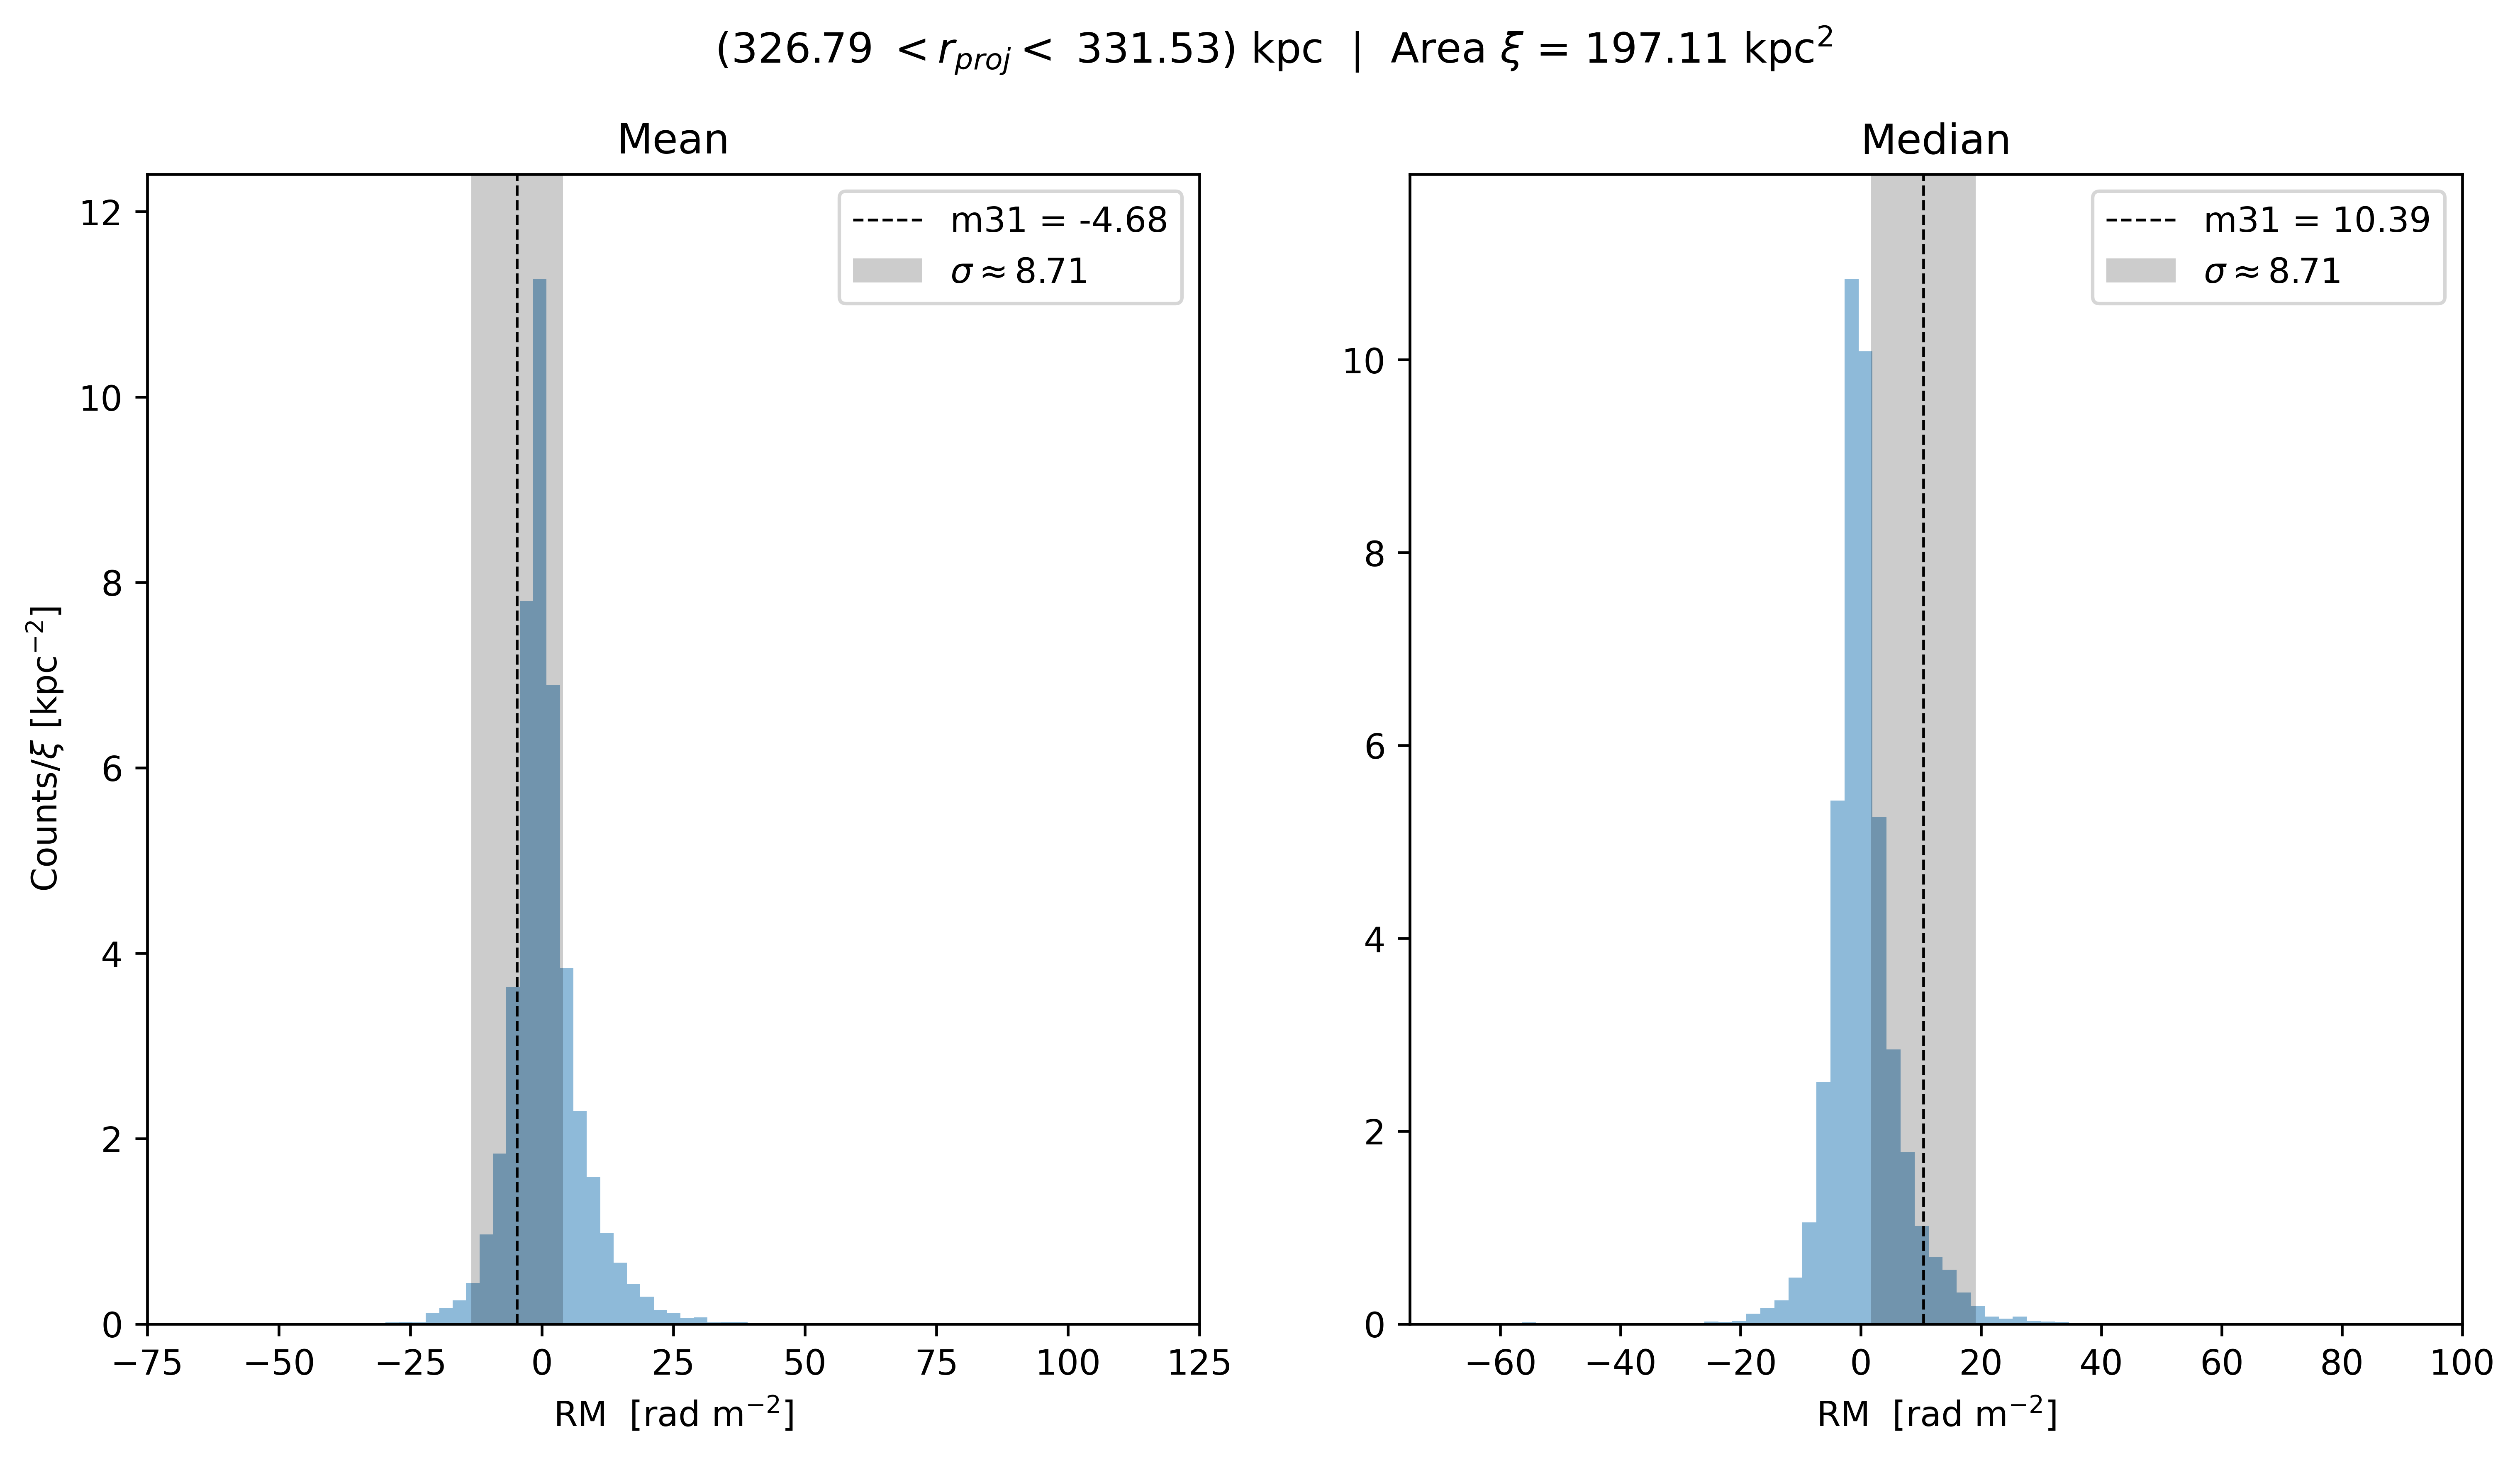 (326.79 < r_proj < 331.53) kpc | Area ξ = 197.11 kpc²
Mean
m31 = -4.68
σ ≈ 8.71
12
10
8
6
4
2
0
Counts/ξ [kpc⁻²]
−75 −50 −25 0 25 50 75 100 125
RM [rad m⁻²]
Median
m31 = 10.39
σ ≈ 8.71
10
8
6
4
2
0
−60 −40 −20 0 20 40 60 80 100
RM [rad m⁻²]